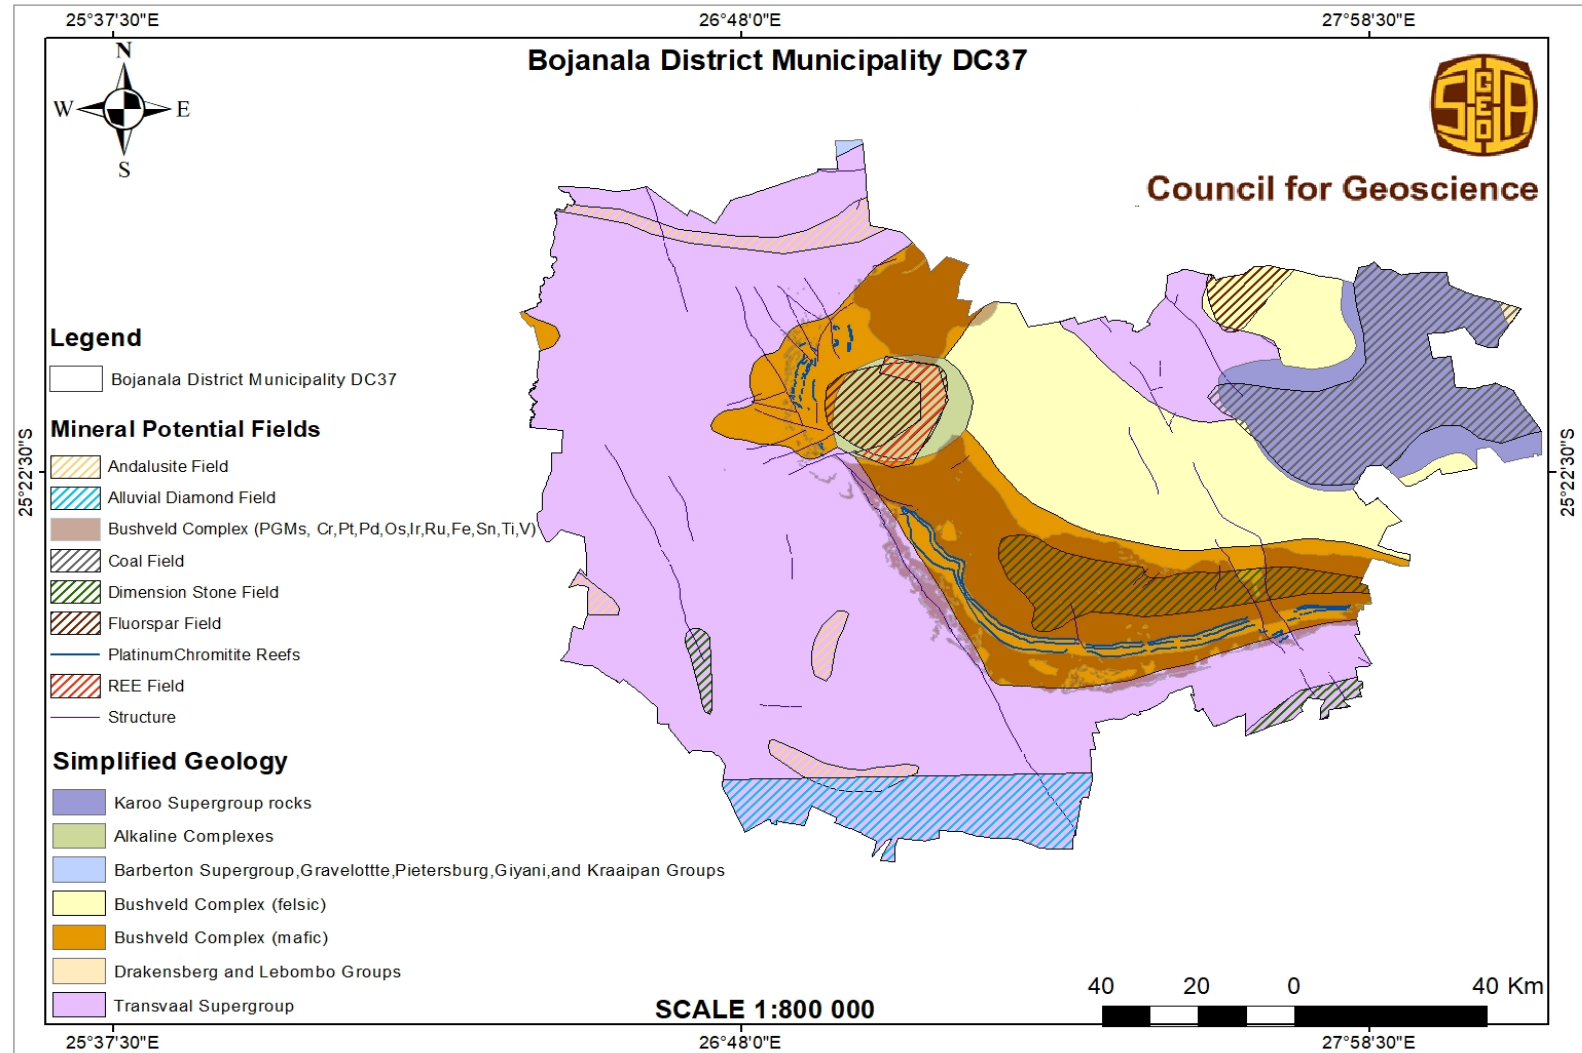 25°37'30"E 26°48'0"E 27°58'30"E
Bojanala District Municipality DC37
N
W E
S
Council for Geoscience
Legend
Bojanala District Municipality DC37
Mineral Potential Fields
Andalusite Field
Alluvial Diamond Field
Bushveld Complex (PGMs, Cr,Pt,Pd,Os,Ir,Ru,Fe,Sn,Ti,V)
Coal Field
Dimension Stone Field
Fluorspar Field
PlatinumChromitite Reefs
REE Field
Structure
Simplified Geology
Karoo Supergroup rocks
Alkaline Complexes
Barberton Supergroup,Gravelottte,Pietersburg,Giyani,and Kraaipan Groups
Bushveld Complex (felsic)
Bushveld Complex (mafic)
Drakensberg and Lebombo Groups
Transvaal Supergroup
25°22'30"S
25°22'30"S
SCALE 1:800 000
40 20 0 40 Km
25°37'30"E 26°48'0"E 27°58'30"E